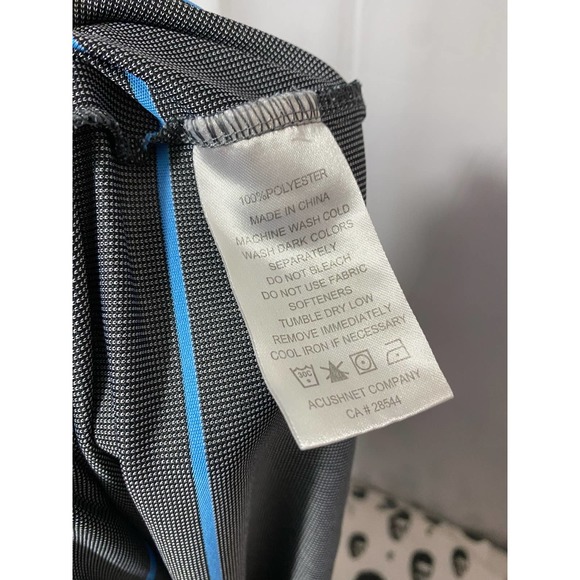 100%POLYESTER
MADE IN CHINA
MACHINE WASH COLD
WASH DARK COLORS
SEPARATELY
DO NOT BLEACH
DO NOT USE FABRIC
SOFTENERS
TUMBLE DRY LOW
REMOVE IMMEDIATELY
COOL IRON IF NECESSARY
30C
ACUSHNET COMPANY
CA # 28544